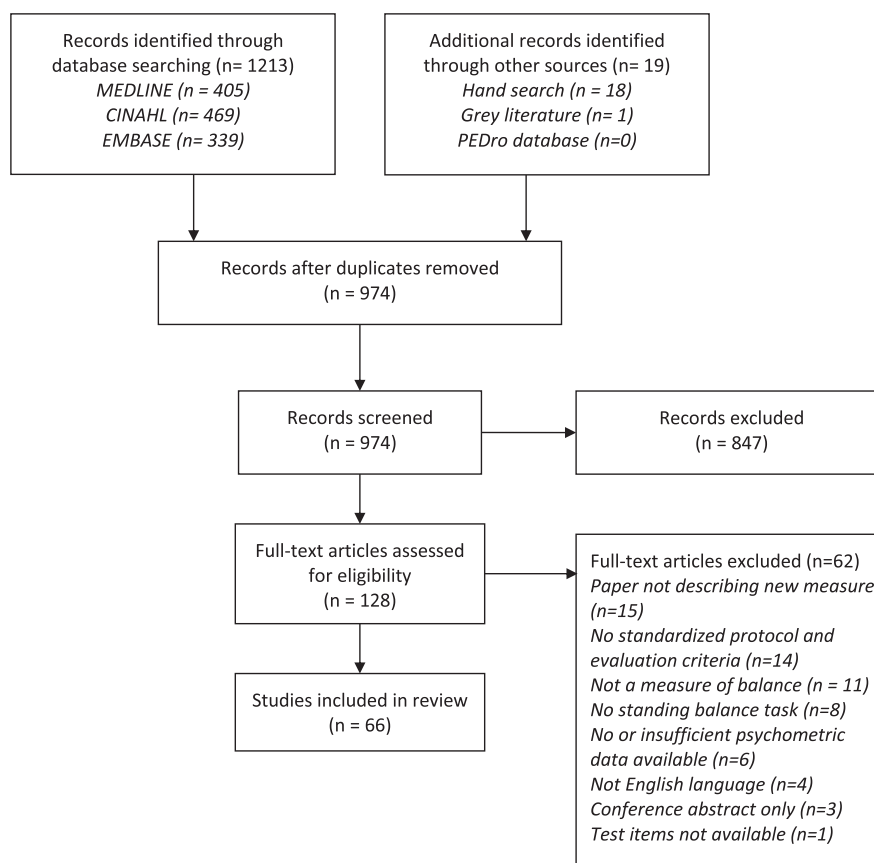 Records identified through
database searching (n= 1213)
MEDLINE (n = 405)
CINAHL (n= 469)
EMBASE (n= 339)
Additional records identified
through other sources (n= 19)
Hand search (n = 18)
Grey literature (n= 1)
PEDro database (n=0)
Records after duplicates removed
(n = 974)
Records screened
(n = 974)
Records excluded
(n = 847)
Full-text articles assessed
for eligibility
(n = 128)
Full-text articles excluded (n=62)
Paper not describing new measure
(n=15)
No standardized protocol and
evaluation criteria (n=14)
Not a measure of balance (n = 11)
No standing balance task (n=8)
No or insufficient psychometric
data available (n=6)
Not English language (n=4)
Conference abstract only (n=3)
Test items not available (n=1)
Studies included in review
(n = 66)